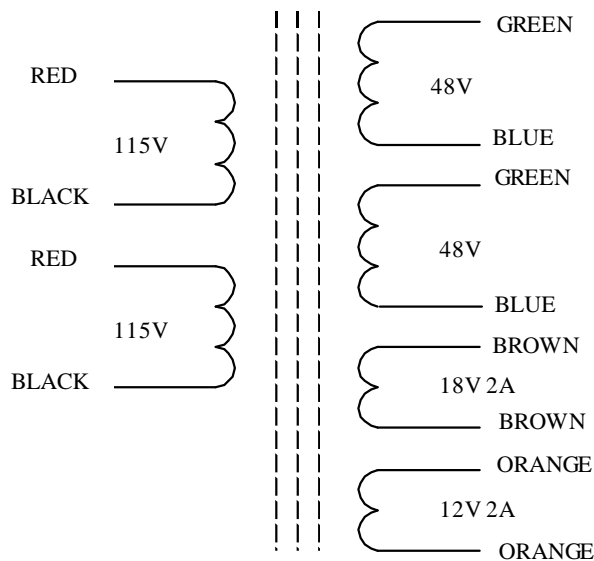 RED
115V
BLACK
RED
115V
BLACK
GREEN
48V
BLUE
GREEN
48V
BLUE
BROWN
18V 2A
BROWN
ORANGE
12V 2A
ORANGE